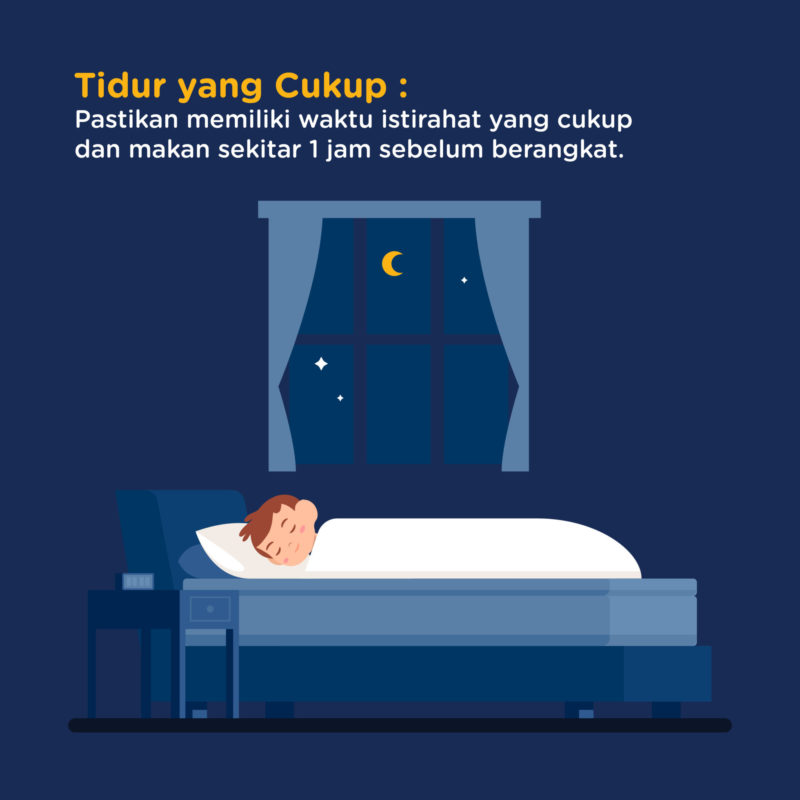 Tidur yang Cukup :
Pastikan memiliki waktu istirahat yang cukup
dan makan sekitar 1 jam sebelum berangkat.